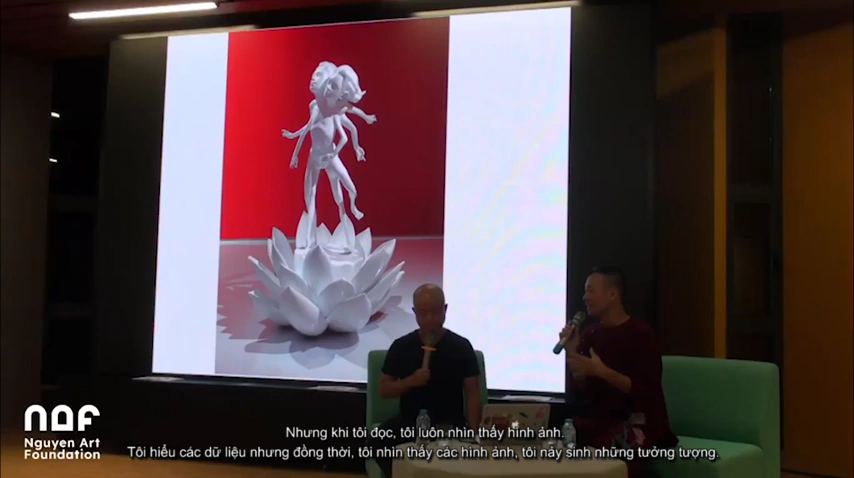 Nguyen Art
Foundation
Nhưng khi tôi đọc, tôi luôn nhìn thấy hình ảnh.
Tôi hiểu các dữ liệu nhưng đồng thời, tôi nhìn thấy các hình ảnh, tôi nảy sinh những tưởng tượng.